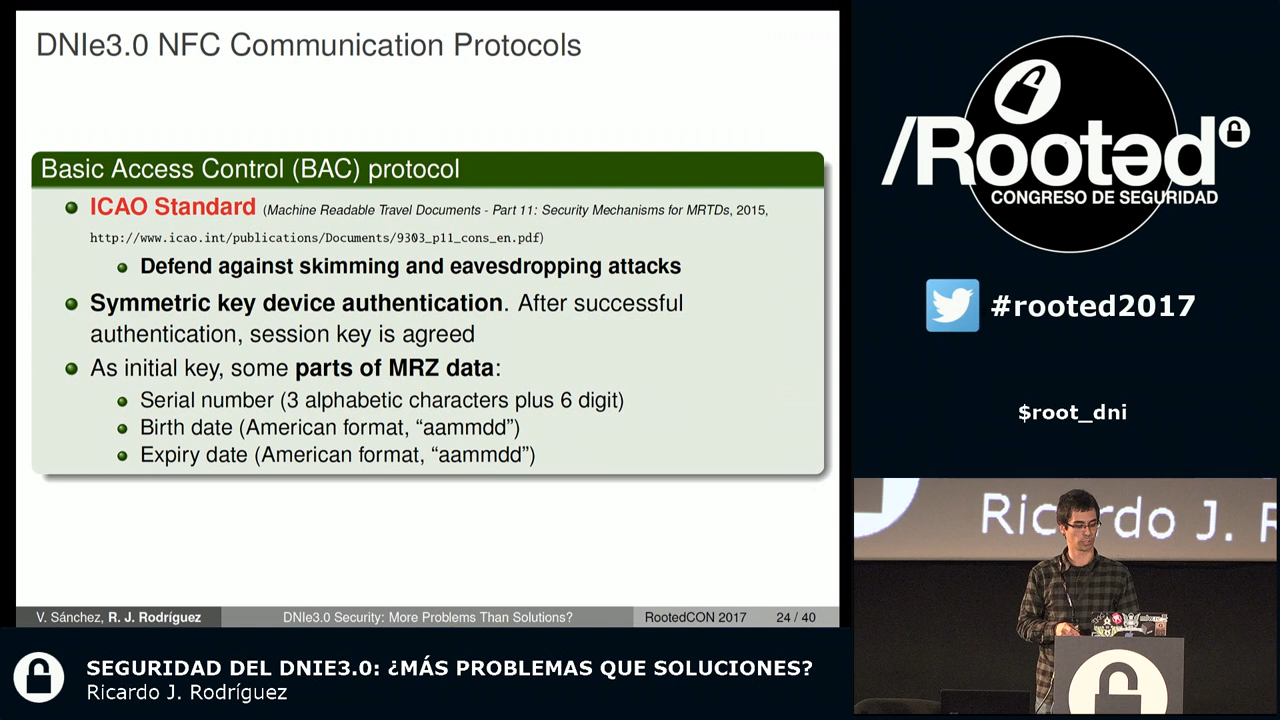 DNIe3.0 NFC Communication Protocols
Basic Access Control (BAC) protocol
ICAO Standard (Machine Readable Travel Documents - Part 11: Security Mechanisms for MRTDs, 2015,
http://www.icao.int/publications/Documents/9303_p11_cons_en.pdf)
Defend against skimming and eavesdropping attacks
Symmetric key device authentication. After successful
authentication, session key is agreed
As initial key, some parts of MRZ data:
Serial number (3 alphabetic characters plus 6 digit)
Birth date (American format, “aammdd”)
Expiry date (American format, “aammdd”)
V. Sánchez, R. J. Rodríguez
DNIe3.0 Security: More Problems Than Solutions?
RootedCON 2017
24 / 40
/Rooted
CONGRESO DE SEGURIDAD
#rooted2017
$root_dni
Ricardo J. R
SEGURIDAD DEL DNIE3.0: ¿MÁS PROBLEMAS QUE SOLUCIONES?
Ricardo J. Rodríguez